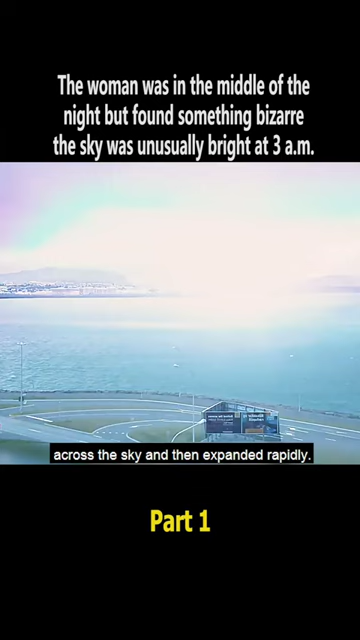 The woman was in the middle of the
night but found something bizarre
the sky was unusually bright at 3 a.m.
across the sky and then expanded rapidly.
Part 1